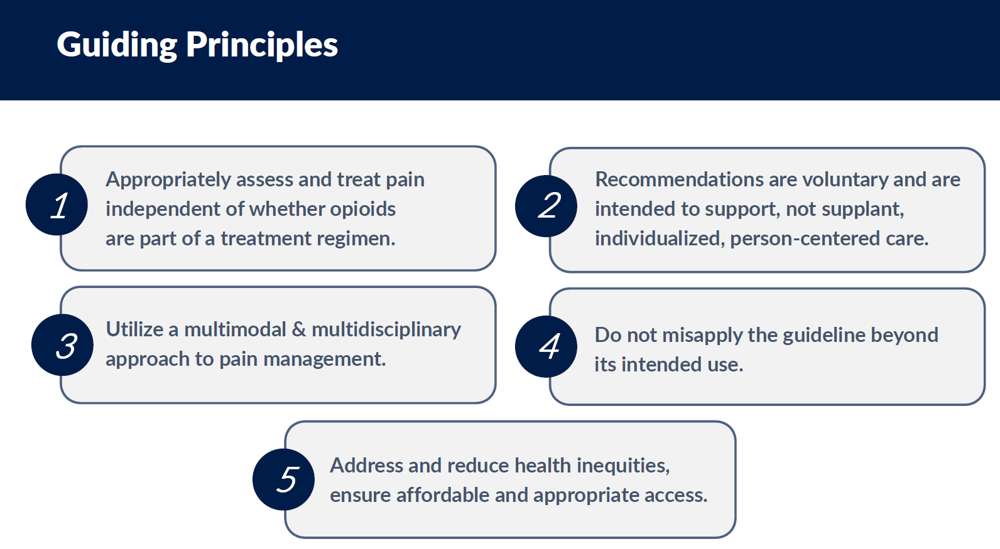 Guiding Principles
1
Appropriately assess and treat pain
independent of whether opioids
are part of a treatment regimen.
2
Recommendations are voluntary and are
intended to support, not supplant,
individualized, person-centered care.
3
Utilize a multimodal & multidisciplinary
approach to pain management.
4
Do not misapply the guideline beyond
its intended use.
5
Address and reduce health inequities,
ensure affordable and appropriate access.